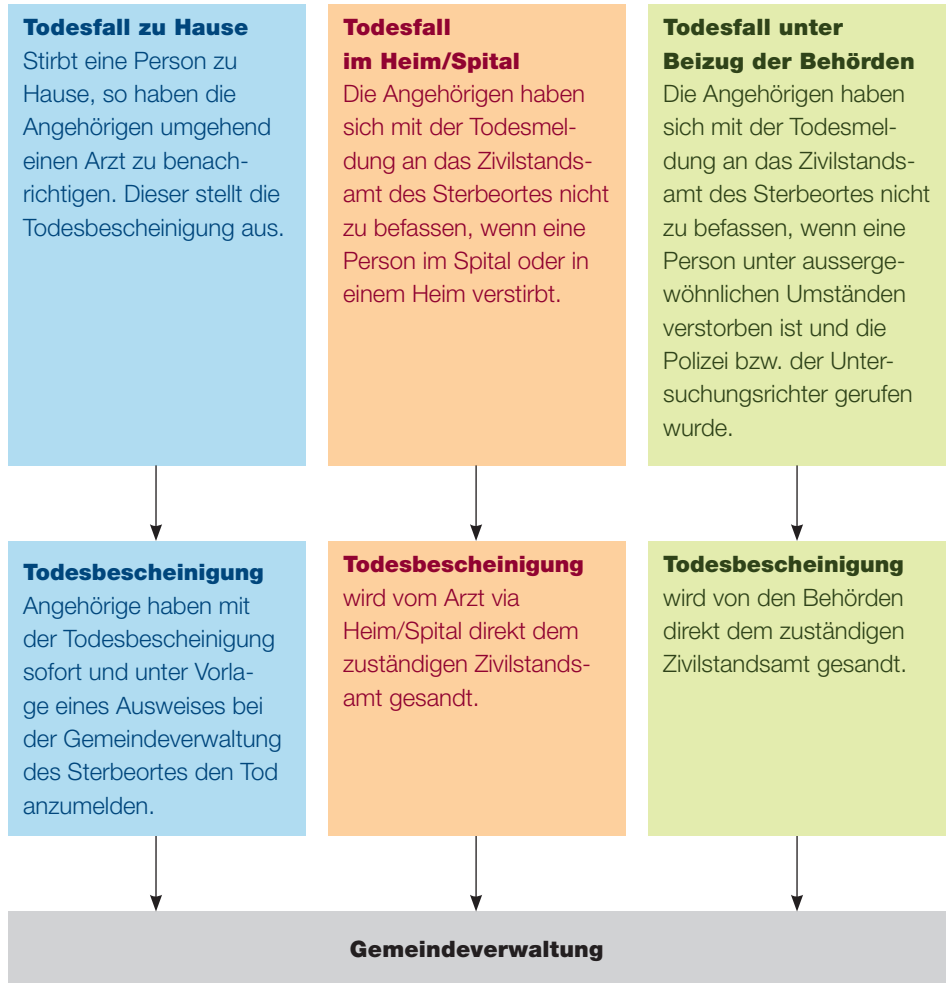 Todesfall zu Hause
Stirbt eine Person zu
Hause, so haben die
Angehörigen umgehend
einen Arzt zu benach-
richtigen. Dieser stellt die
Todesbescheinigung aus.
Todesfall
im Heim/Spital
Die Angehörigen haben
sich mit der Todesmel-
dung an das Zivilstands-
amt des Sterbeortes nicht
zu befassen, wenn eine
Person im Spital oder in
einem Heim verstirbt.
Todesfall unter
Beizug der Behörden
Die Angehörigen haben
sich mit der Todesmel-
dung an das Zivilstands-
amt des Sterbeortes nicht
zu befassen, wenn eine
Person unter ausserge-
wöhnlichen Umständen
verstorben ist und die
Polizei bzw. der Unter-
suchungsrichter gerufen
wurde.
Todesbescheinigung
Angehörige haben mit
der Todesbescheinigung
sofort und unter Vorla-
ge eines Ausweises bei
der Gemeindeverwaltung
des Sterbeortes den Tod
anzumelden.
Todesbescheinigung
wird vom Arzt via
Heim/Spital direkt dem
zuständigen Zivilstands-
amt gesandt.
Todesbescheinigung
wird von den Behörden
direkt dem zuständigen
Zivilstandsamt gesandt.
Gemeindeverwaltung